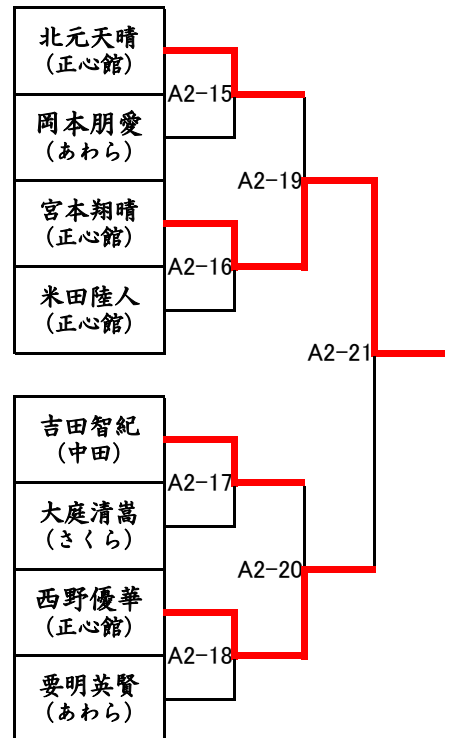 北元天晴
(正心館)
A2-15
岡本朋愛
(あわら)
A2-19
宮本翔晴
(正心館)
A2-16
米田陸人
(正心館)
A2-21
吉田智紀
(中田)
A2-17
大庭清嵩
(さくら)
A2-20
西野優華
(正心館)
A2-18
要明英賢
(あわら)